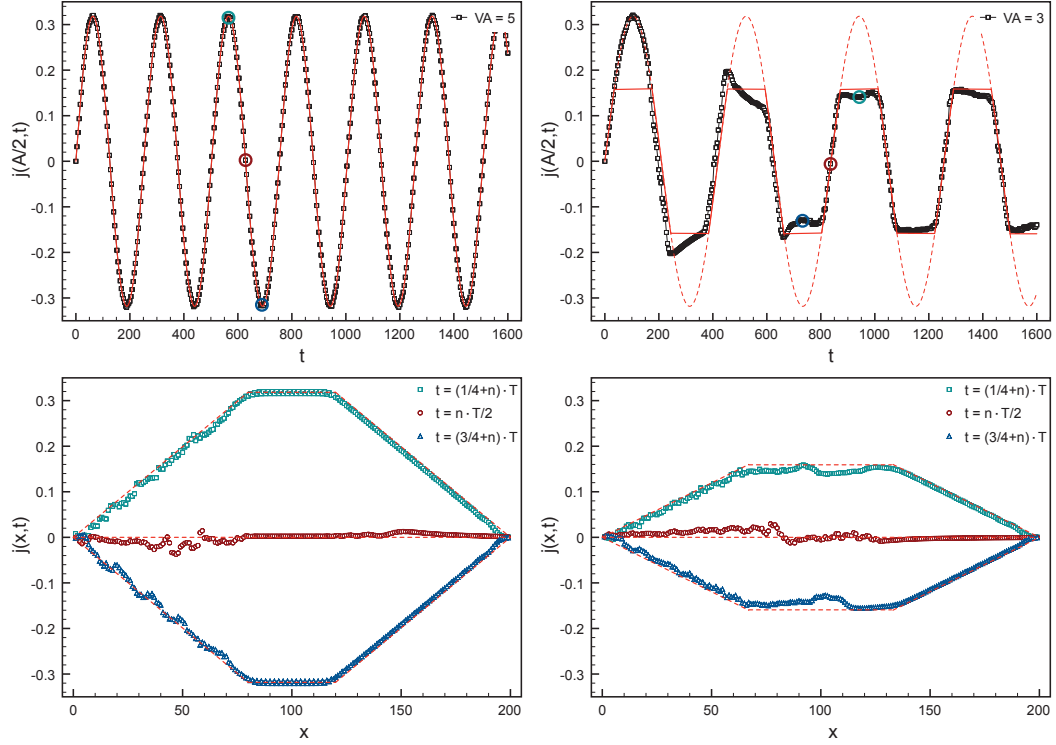 VA = 5
j(A/2,t)
0.3
0.2
0.1
0
-0.1
-0.2
-0.3
0 200 400 600 800 1000 1200 1400 1600
t
VA = 3
j(A/2,t)
0.3
0.2
0.1
0
-0.1
-0.2
-0.3
0 200 400 600 800 1000 1200 1400 1600
t
t = (1/4+n) · T
t = n · T/2
t = (3/4+n) · T
j(x,t)
0.3
0.2
0.1
0
-0.1
-0.2
-0.3
0 50 100 150 200
x
t = (1/4+n) · T
t = n · T/2
t = (3/4+n) · T
j(x,t)
0.3
0.2
0.1
0
-0.1
-0.2
-0.3
0 50 100 150 200
x